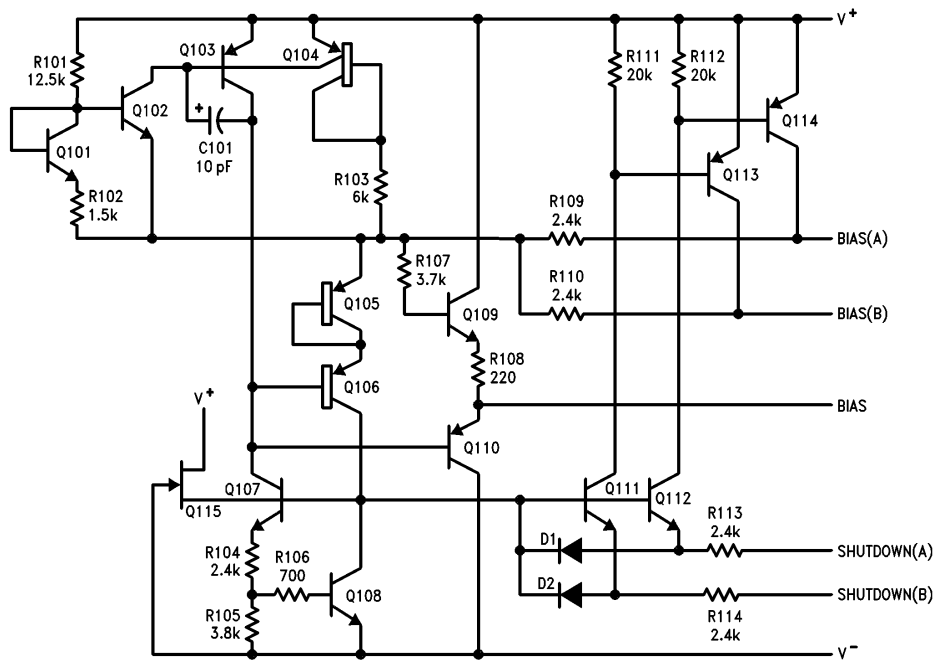 V+
R101
12.5k
Q103
Q104
R111
20k
R112
20k
Q102
+
Q114
Q101
C101
10 pF
R102
1.5k
R103
6k
Q113
R109
2.4k
BIAS(A)
R107
3.7k
R110
2.4k
Q105
Q109
BIAS(B)
R108
220
Q106
V+
BIAS
Q110
Q107
Q111
Q112
Q115
R113
2.4k
D1
SHUTDOWN(A)
R104
2.4k
R106
700
D2
Q108
SHUTDOWN(B)
R105
3.8k
R114
2.4k
V−